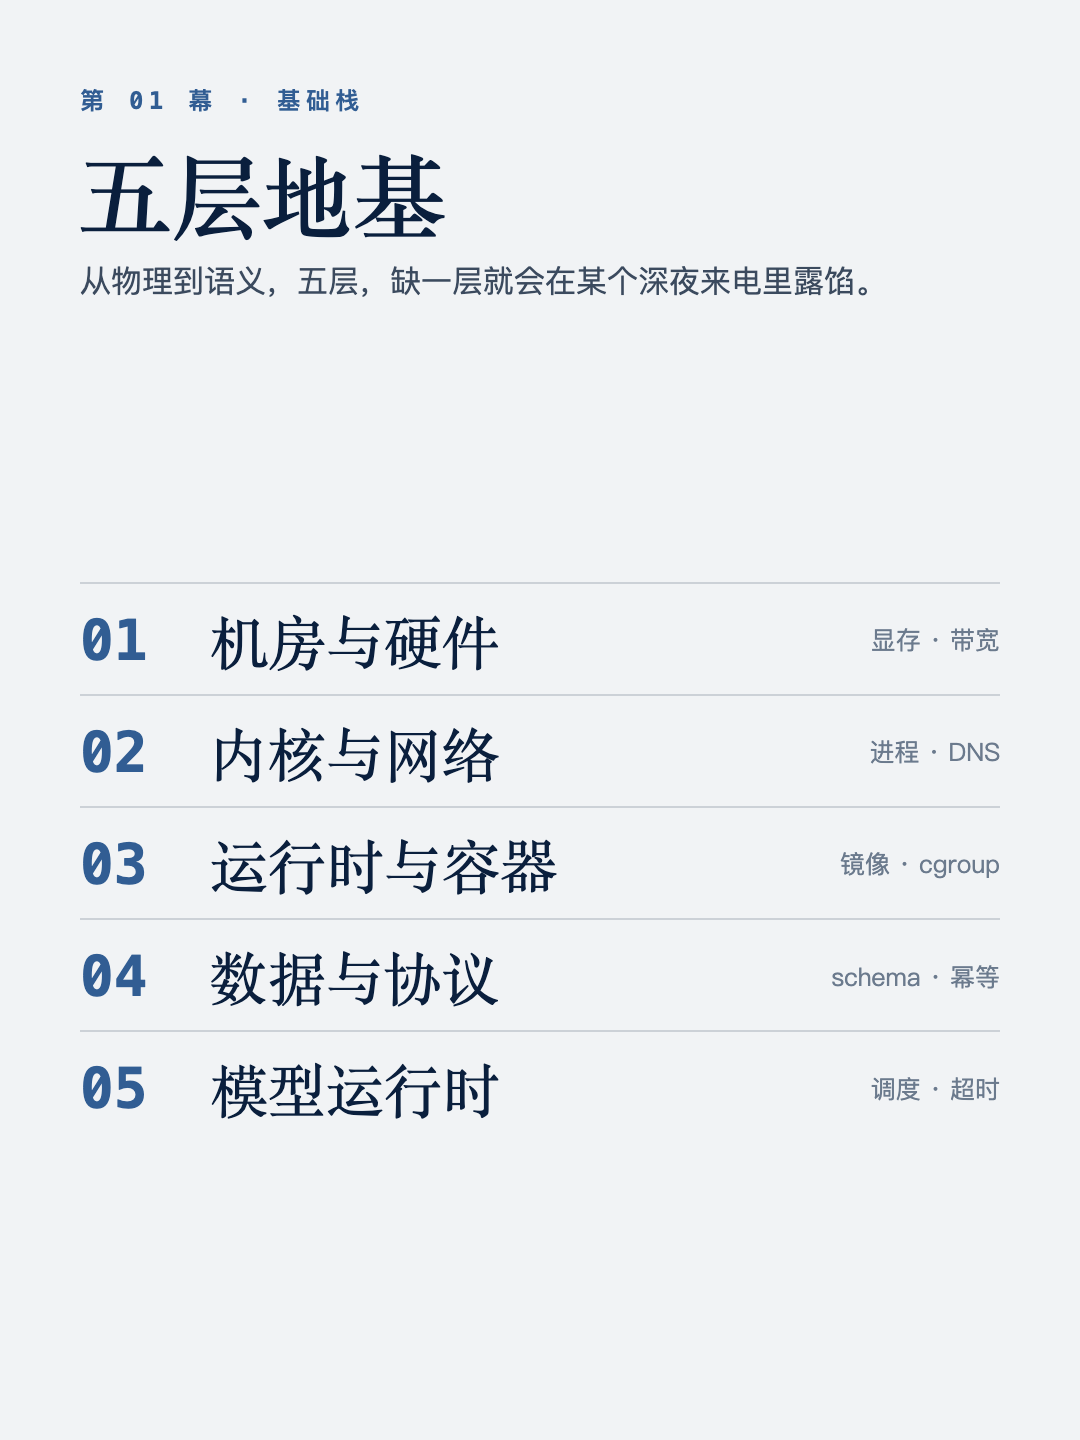 第 01 幕 · 基础栈
五层地基
从物理到语义，五层，缺一层就会在某个深夜来电里露馅。
01 机房与硬件 显存 · 带宽
02 内核与网络 进程 · DNS
03 运行时与容器 镜像 · cgroup
04 数据与协议 schema · 幂等
05 模型运行时 调度 · 超时